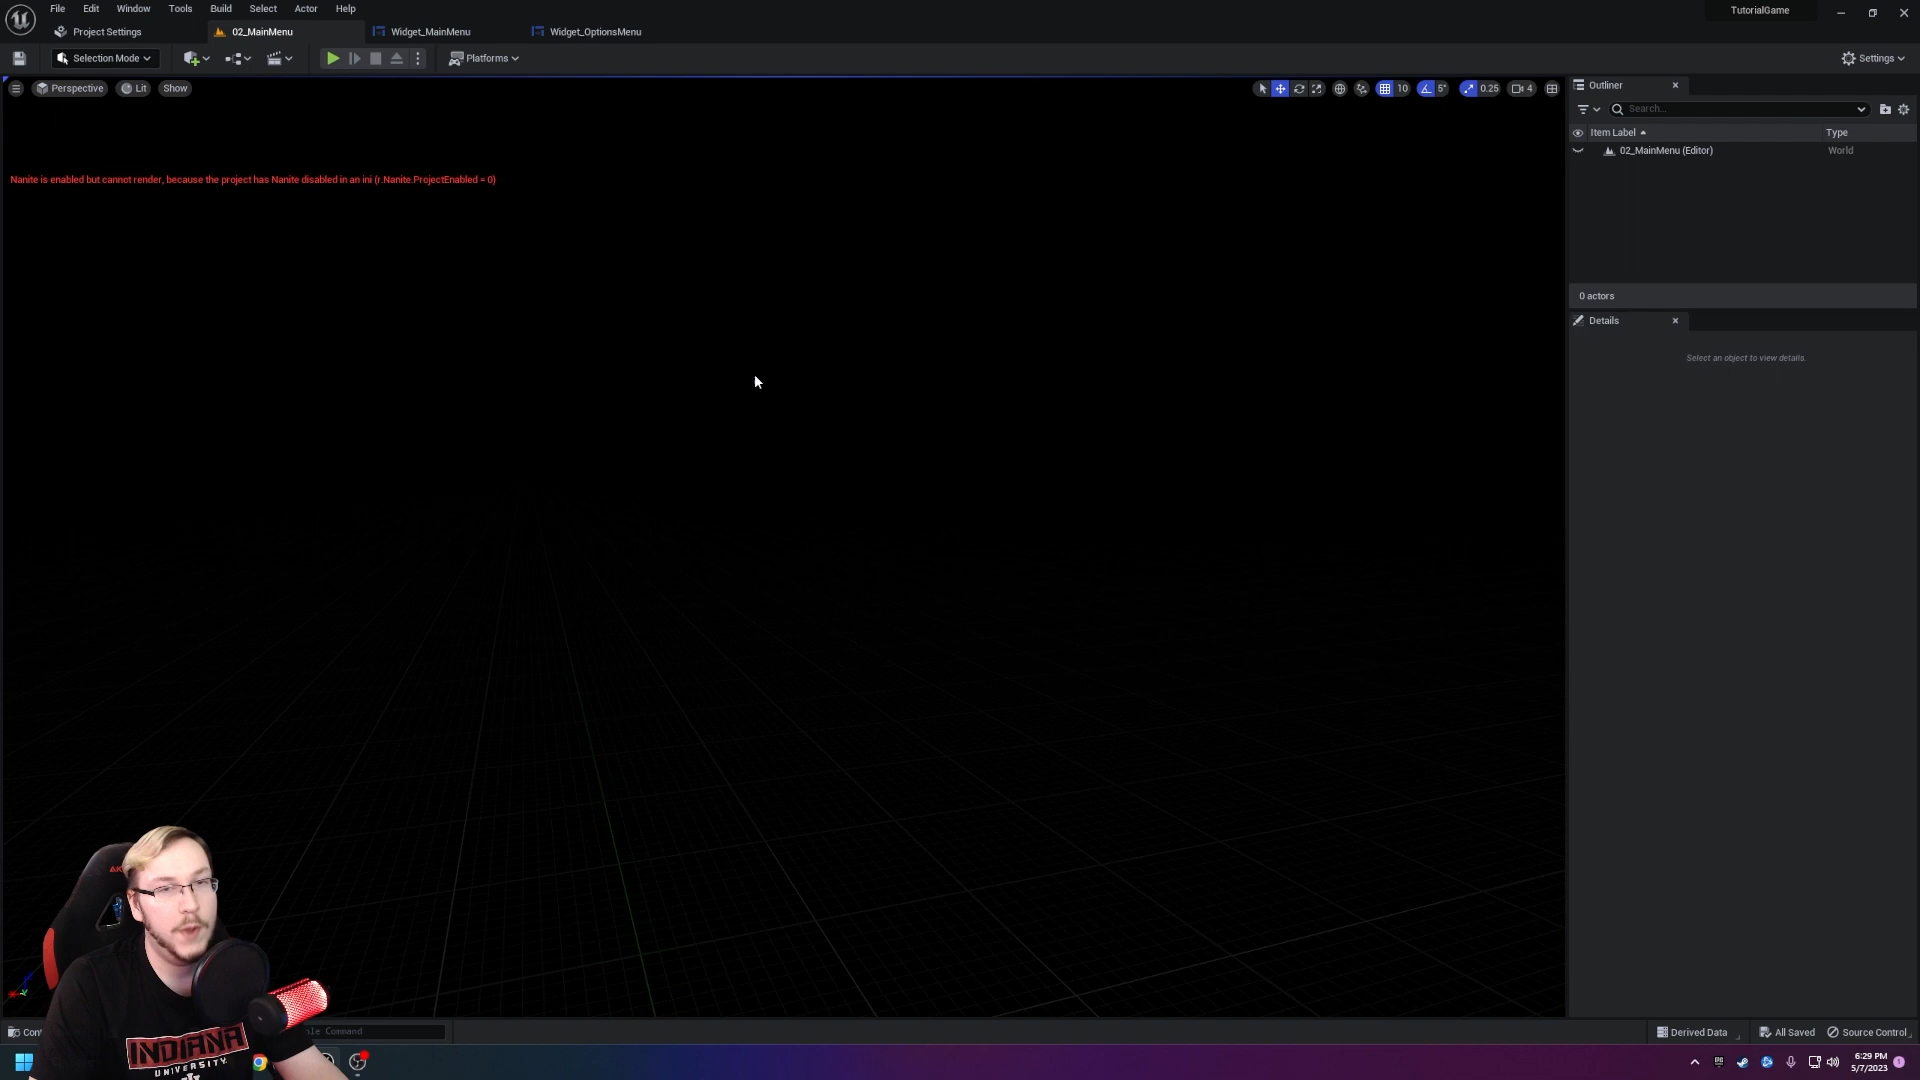 File Edit Window Tools Build Select Actor Help
TutorialGame
Project Settings
02_MainMenu
Widget_MainMenu
Widget_OptionsMenu
Selection Mode
Platforms
Settings
Perspective
Lit
Show
10
5°
0.25
4
Outliner
Search...
Item Label
Type
02_MainMenu (Editor)
World
Nanite is enabled but cannot render, because the project has Nanite disabled in an ini (r.Nanite.ProjectEnabled = 0)
0 actors
Details
Select an object to view details.
INDIANA
UNIVERSITY
Command
Derived Data
All Saved
Source Control
6:29 PM
5/7/2023
1